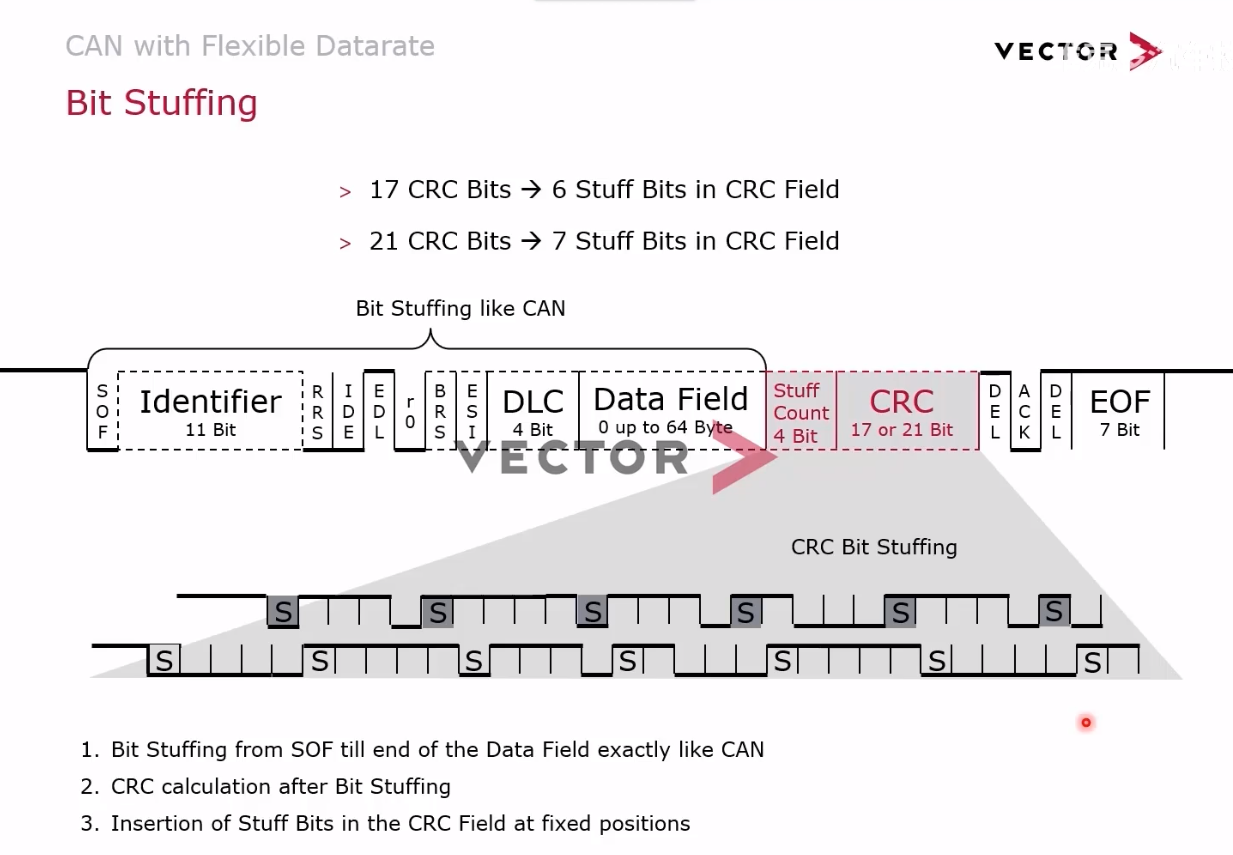 CAN with Flexible Datarate
VECTOR
Bit Stuffing
> 17 CRC Bits → 6 Stuff Bits in CRC Field
> 21 CRC Bits → 7 Stuff Bits in CRC Field
Bit Stuffing like CAN
SOF
Identifier
11 Bit
RRS
IDE
EDL
r0
BRS
ESI
DLC
4 Bit
Data Field
0 up to 64 Byte
Stuff
Count
4 Bit
CRC
17 or 21 Bit
DEL
ACK
DEL
EOF
7 Bit
VECTOR
CRC Bit Stuffing
S S S S S S
S S S S S S S
1. Bit Stuffing from SOF till end of the Data Field exactly like CAN
2. CRC calculation after Bit Stuffing
3. Insertion of Stuff Bits in the CRC Field at fixed positions